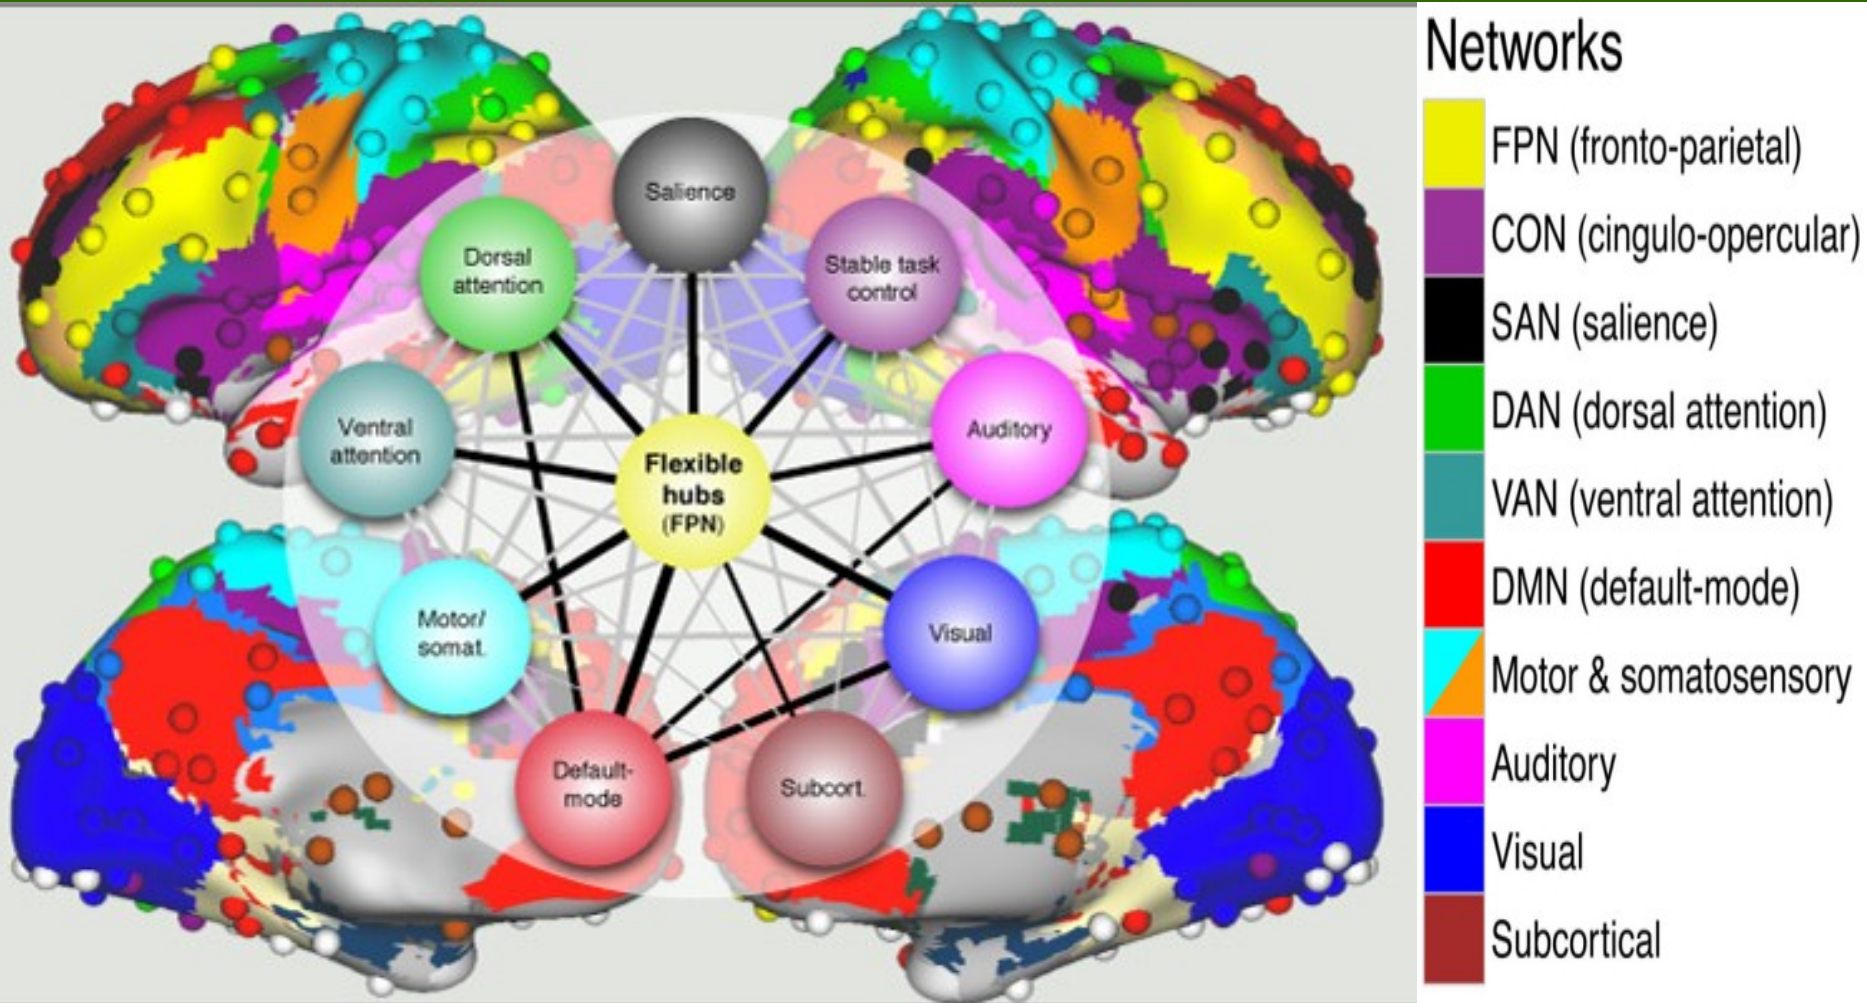 Salience
Dorsal
attention
Stable task
control
Ventral
attention
Auditory
Flexible
hubs
(FPN)
Motor/
somat.
Visual
Default-
mode
Subcort.
Networks
FPN (fronto-parietal)
CON (cingulo-opercular)
SAN (salience)
DAN (dorsal attention)
VAN (ventral attention)
DMN (default-mode)
Motor & somatosensory
Auditory
Visual
Subcortical